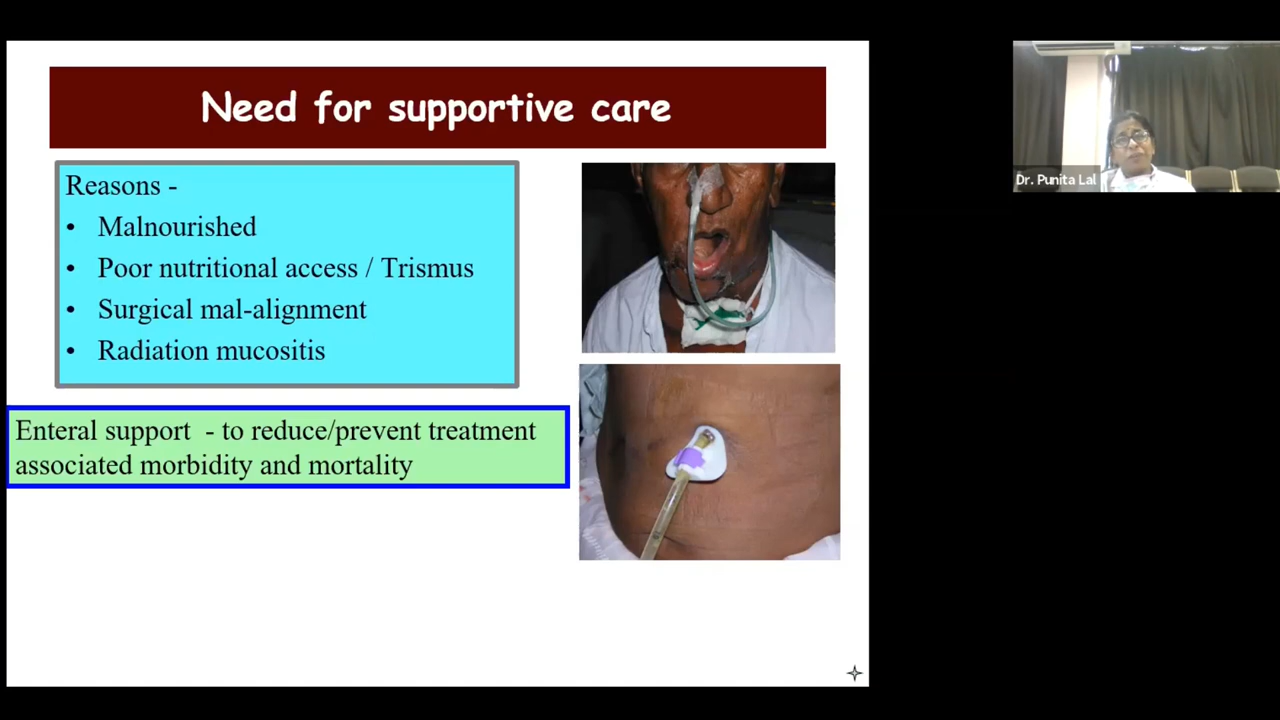 Need for supportive care
Reasons -
• Malnourished
• Poor nutritional access / Trismus
• Surgical mal-alignment
• Radiation mucositis
Enteral support - to reduce/prevent treatment
associated morbidity and mortality
Dr. Punita Lal